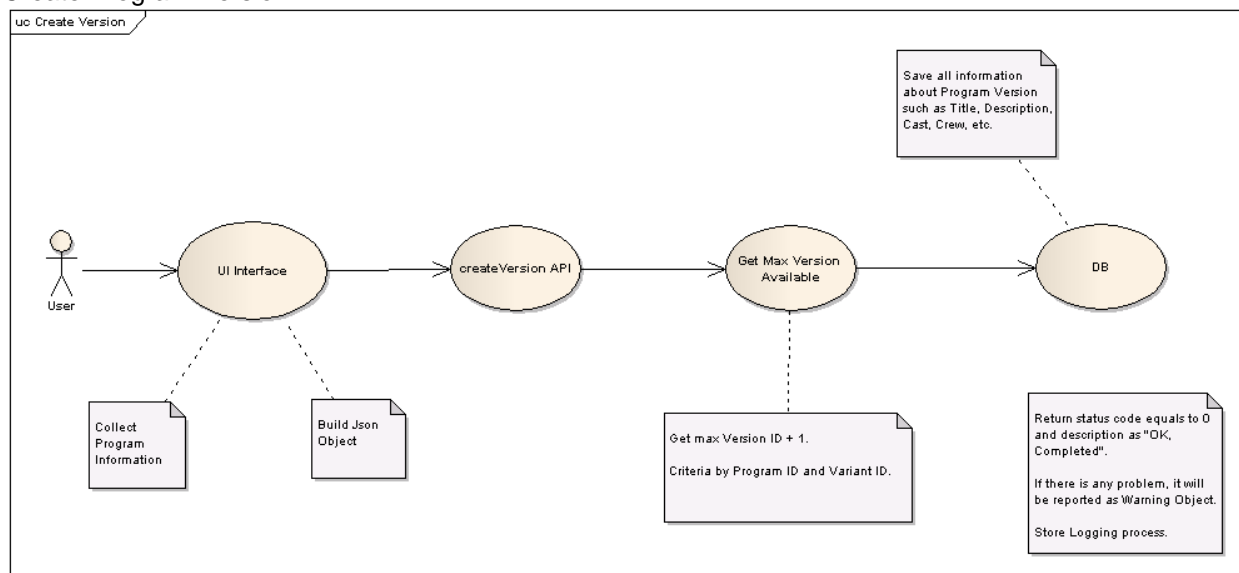 uc Create Version
Save all information
about Program Version
such as Title, Description,
Cast, Crew, etc.
User
UI Interface
createVersion API
Get Max Version
Available
DB
Collect
Program
Information
Build Json
Object
Get max Version ID + 1.
Criteria by Program ID and Variant ID.
Return status code equals to 0
and description as "OK,
Completed".
If there is any problem, it will
be reported as Warning Object.
Store Logging process.